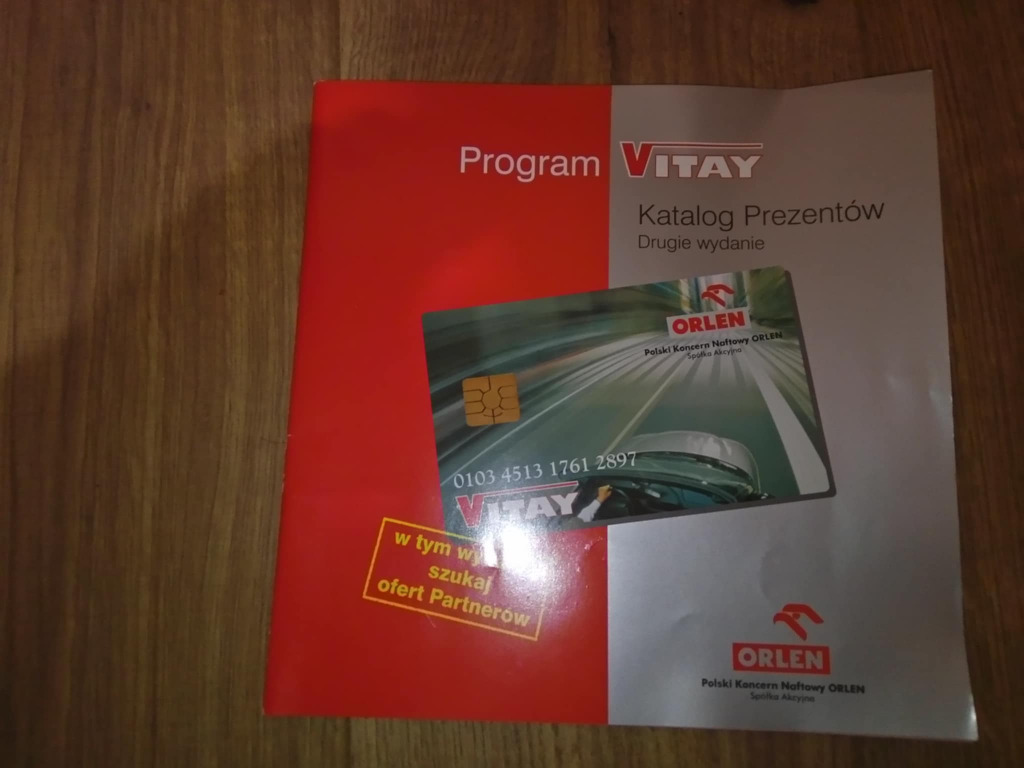 Program VITAY
Katalog Prezentów
Drugie wydanie
ORLEN
Polski Koncern Naftowy ORLEN
Spółka Akcyjna
0103 4513 1761 2897
VITAY
w tym
szukaj
ofert Partnerów
ORLEN
Polski Koncern Naftowy ORLEN
Spółka Akcyjna